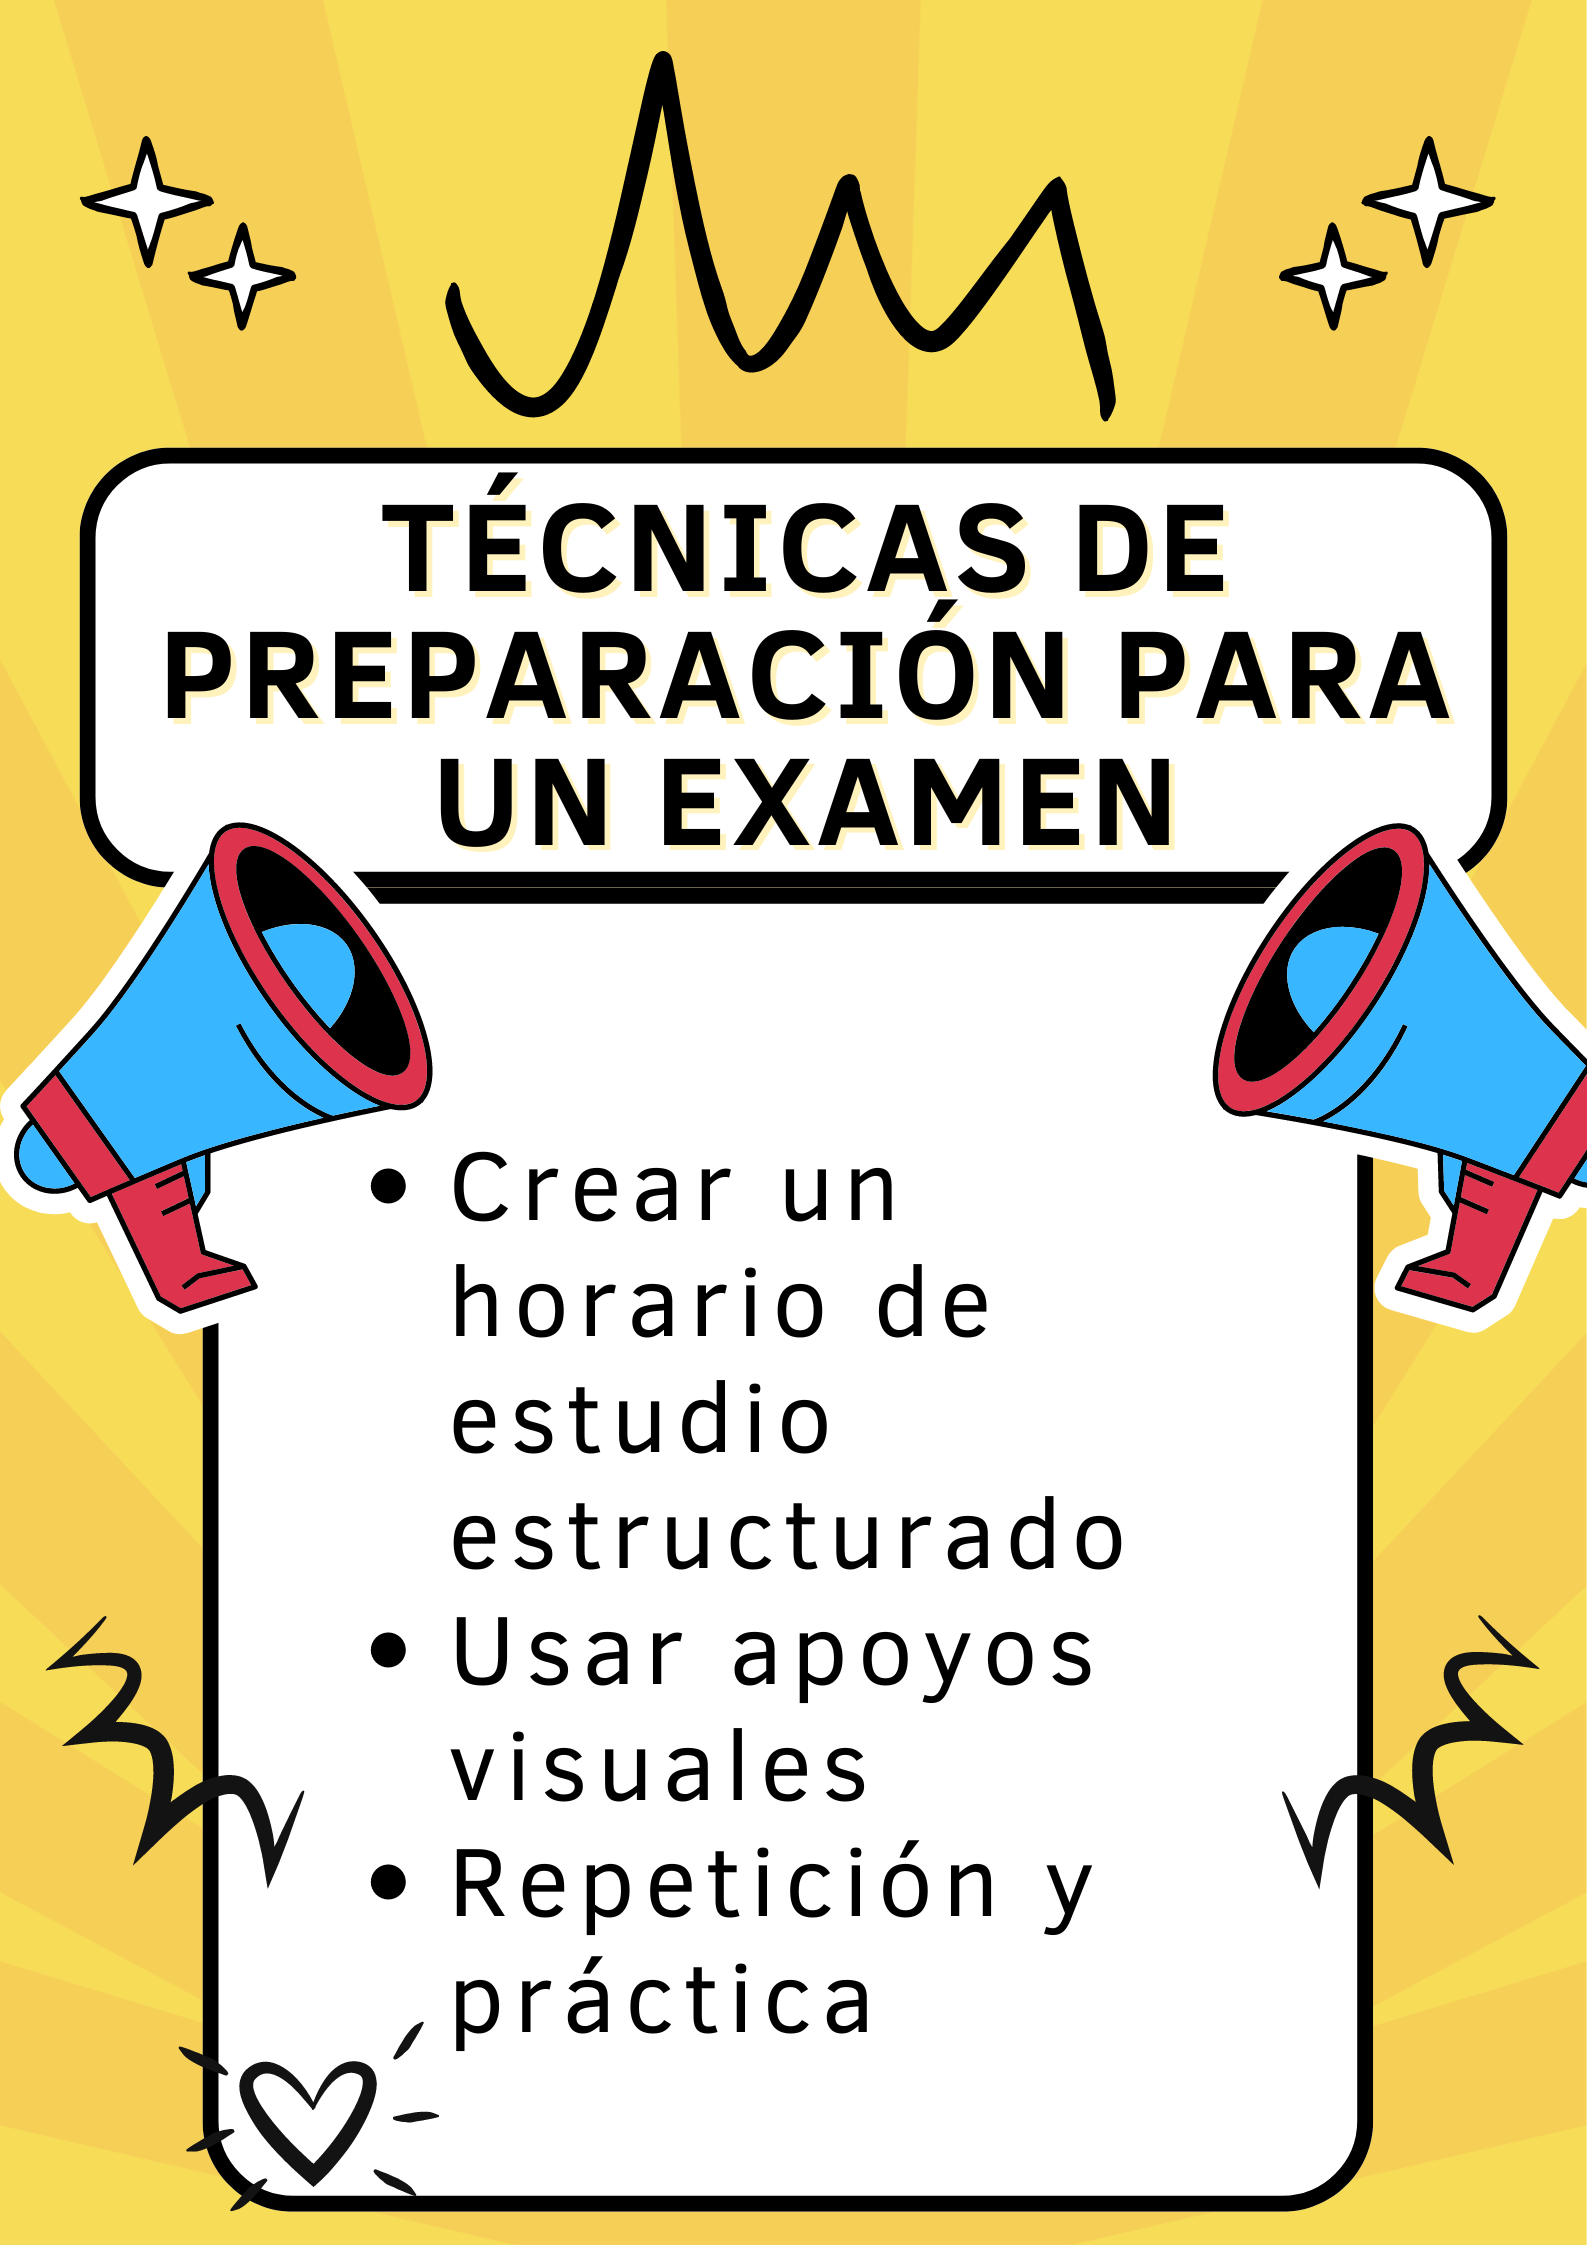 TÉCNICAS DE
PREPARACIÓN PARA
UN EXAMEN
• Crear un
horario de
estudio
estructurado
• Usar apoyos
visuales
• Repetición y
práctica